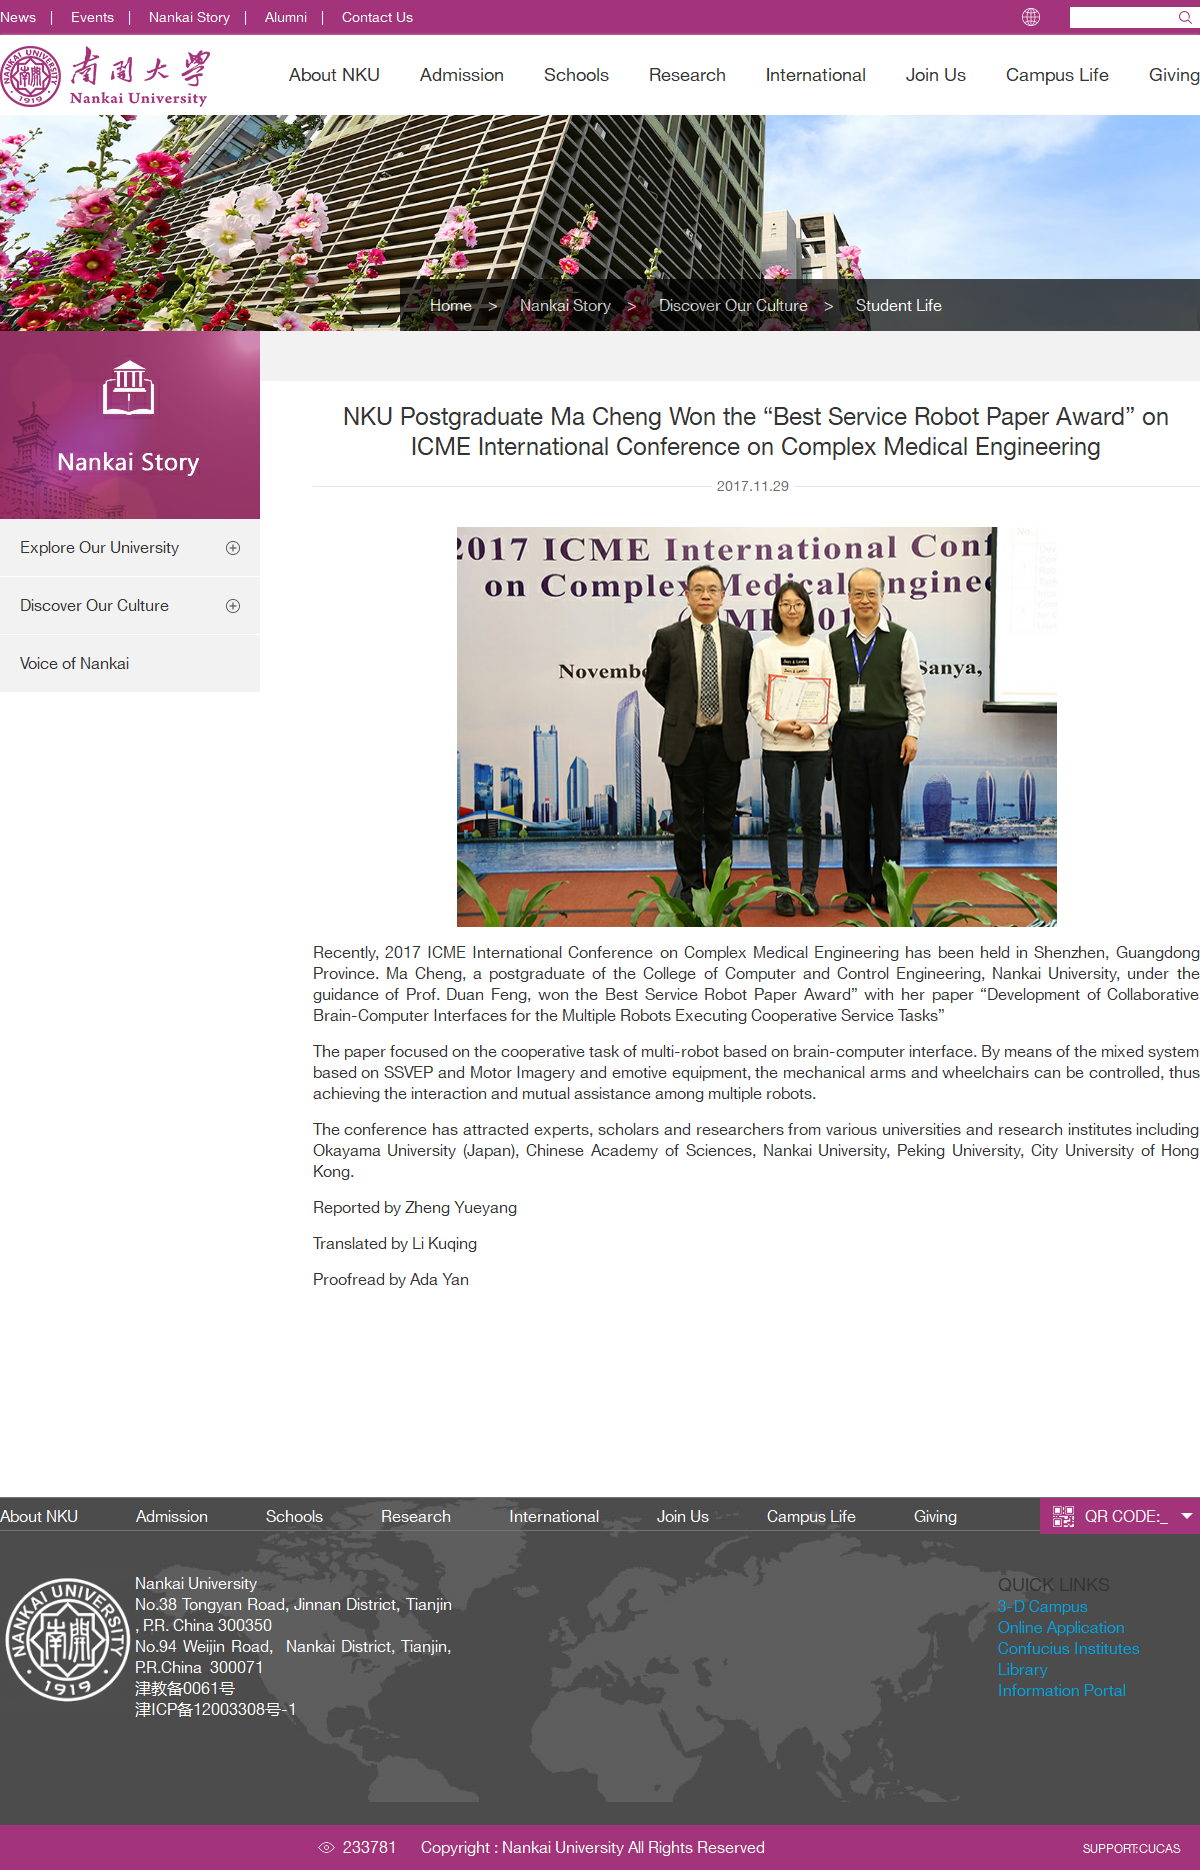 News | Events | Nankai Story | Alumni | Contact Us
NANKAI UNIVERSITY
1919
南開大學
Nankai University
About NKU Admission Schools Research International Join Us Campus Life Giving
Home > Nankai Story > Discover Our Culture > Student Life
Nankai Story
Explore Our University
Discover Our Culture
Voice of Nankai
NKU Postgraduate Ma Cheng Won the “Best Service Robot Paper Award” on
ICME International Conference on Complex Medical Engineering
2017.11.29
2017 ICME International Conf
on Complex Medical Enginee
Novembe
Sanya,
Recently, 2017 ICME International Conference on Complex Medical Engineering has been held in Shenzhen, Guangdong
Province. Ma Cheng, a postgraduate of the College of Computer and Control Engineering, Nankai University, under the
guidance of Prof. Duan Feng, won the Best Service Robot Paper Award” with her paper “Development of Collaborative
Brain-Computer Interfaces for the Multiple Robots Executing Cooperative Service Tasks”
The paper focused on the cooperative task of multi-robot based on brain-computer interface. By means of the mixed system
based on SSVEP and Motor Imagery and emotive equipment, the mechanical arms and wheelchairs can be controlled, thus
achieving the interaction and mutual assistance among multiple robots.
The conference has attracted experts, scholars and researchers from various universities and research institutes including
Okayama University (Japan), Chinese Academy of Sciences, Nankai University, Peking University, City University of Hong
Kong.
Reported by Zheng Yueyang
Translated by Li Kuqing
Proofread by Ada Yan
About NKU Admission Schools Research International Join Us Campus Life Giving
QR CODE:_
NANKAI UNIVERSITY
南開
1919
Nankai University
No.38 Tongyan Road, Jinnan District, Tianjin
, P.R. China 300350
No.94 Weijin Road, Nankai District, Tianjin,
P.R.China 300071
津教备0061号
津ICP备12003308号-1
QUICK LINKS
3-D Campus
Online Application
Confucius Institutes
Library
Information Portal
233781 Copyright : Nankai University All Rights Reserved
SUPPORT:CUCAS